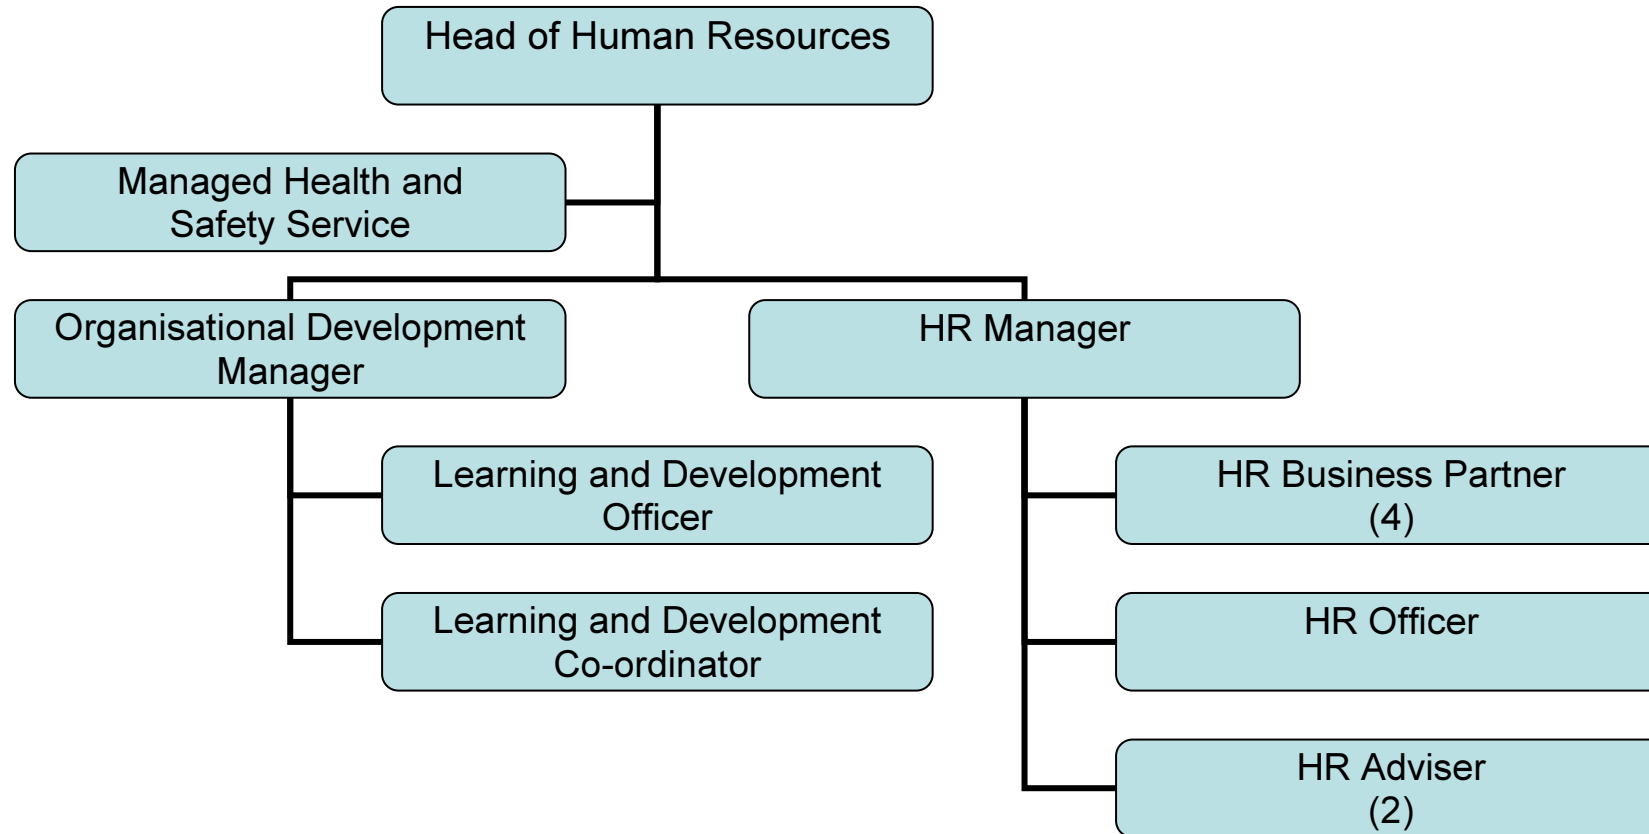 Head of Human Resources
Managed Health and
Safety Service
Organisational Development
Manager
HR Manager
Learning and Development
Officer
Learning and Development
Co-ordinator
HR Business Partner
(4)
HR Officer
HR Adviser
(2)